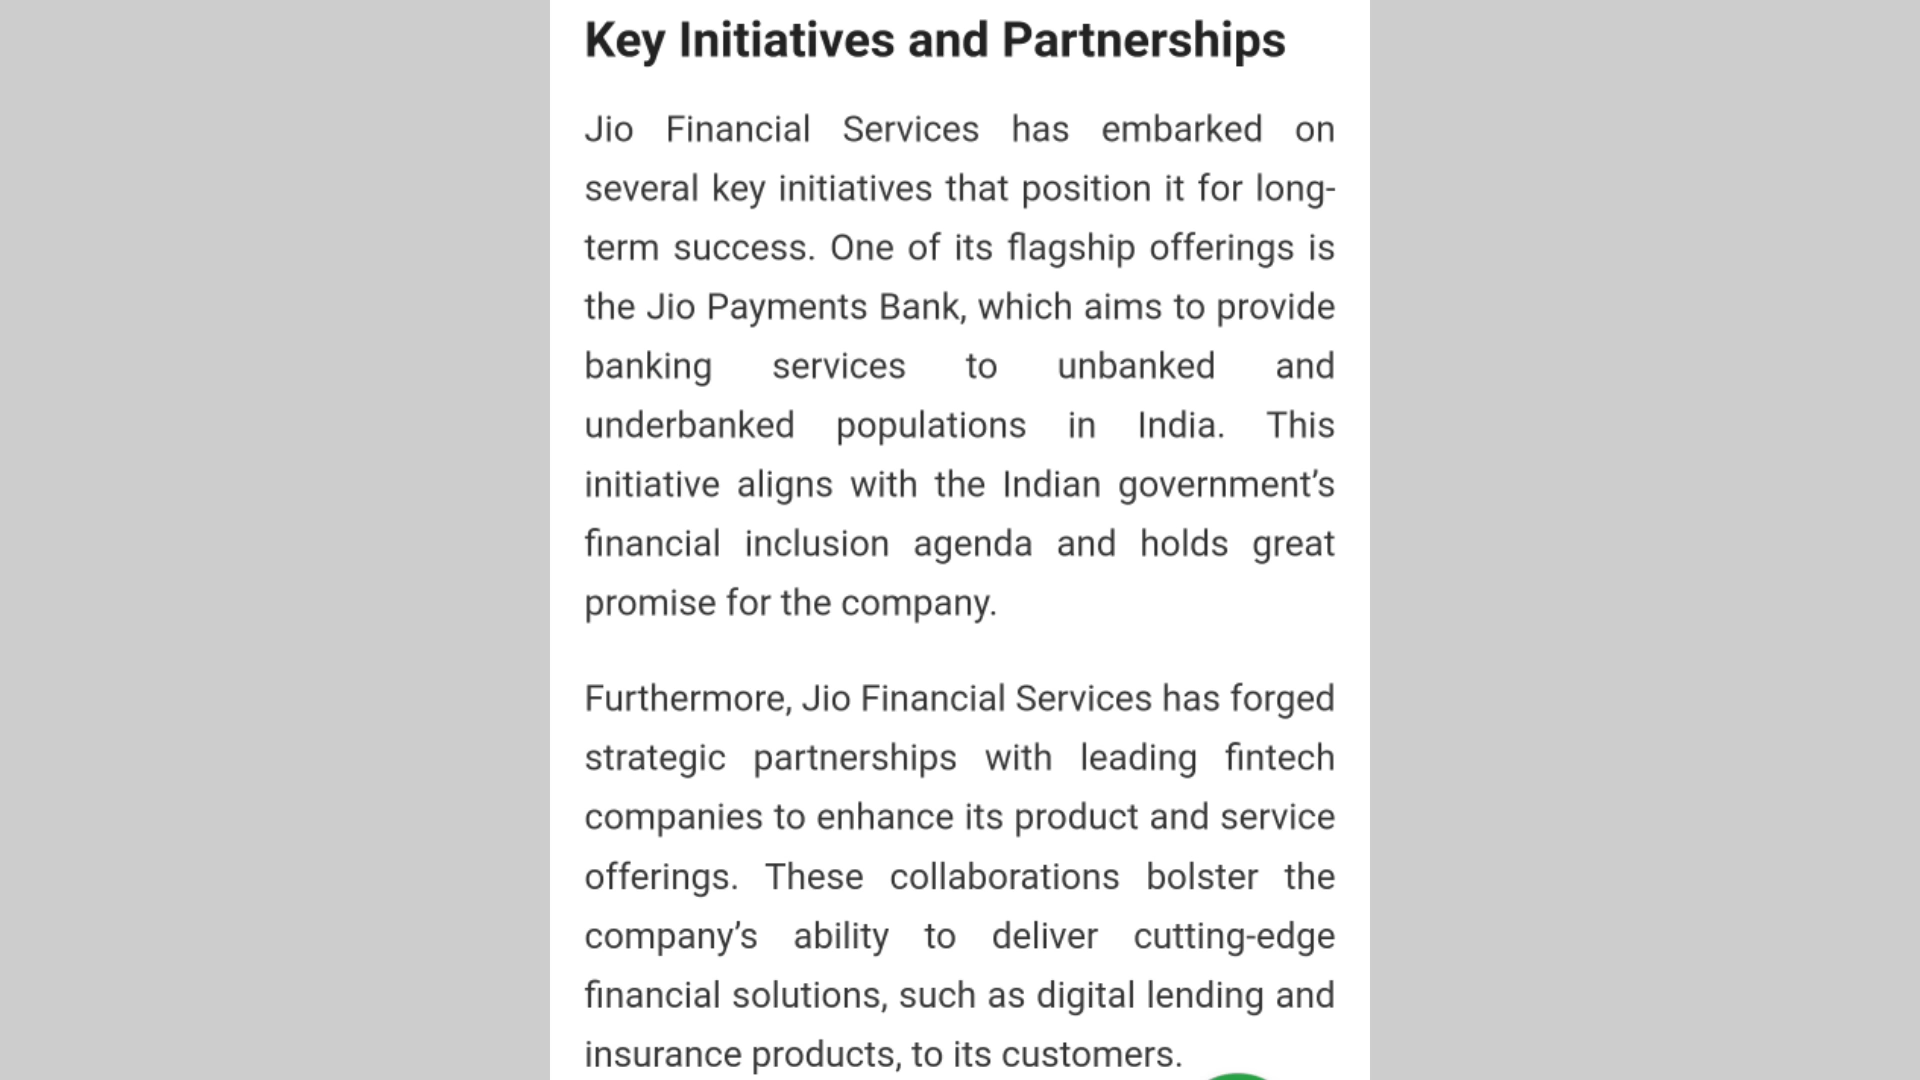 Key Initiatives and Partnerships
Jio Financial Services has embarked on
several key initiatives that position it for long-
term success. One of its flagship offerings is
the Jio Payments Bank, which aims to provide
banking services to unbanked and
underbanked populations in India. This
initiative aligns with the Indian government’s
financial inclusion agenda and holds great
promise for the company.
Furthermore, Jio Financial Services has forged
strategic partnerships with leading fintech
companies to enhance its product and service
offerings. These collaborations bolster the
company’s ability to deliver cutting-edge
financial solutions, such as digital lending and
insurance products, to its customers.